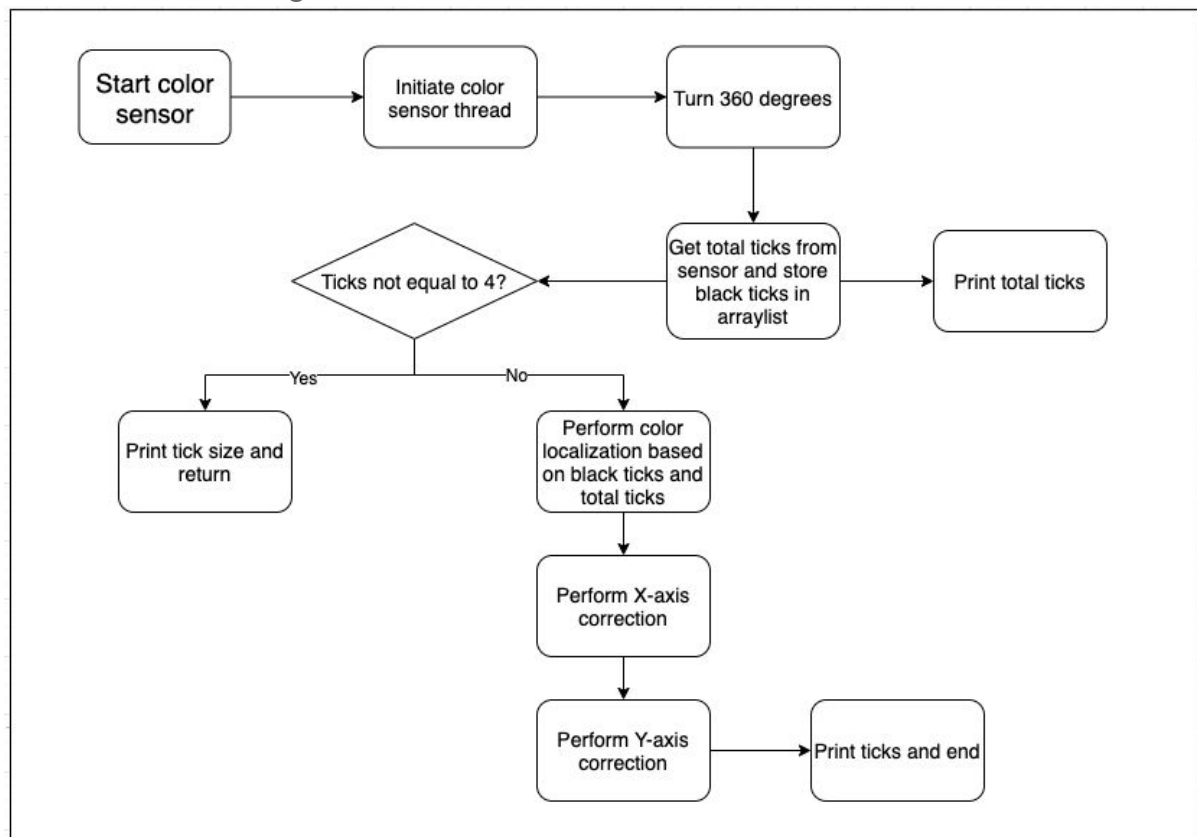 Start color
sensor
Initiate color
sensor thread
Turn 360 degrees
Ticks not equal to 4?
Get total ticks from
sensor and store
black ticks in
arraylist
Print total ticks
Yes
No
Print tick size and
return
Perform color
localization based
on black ticks and
total ticks
Perform X-axis
correction
Perform Y-axis
correction
Print ticks and end